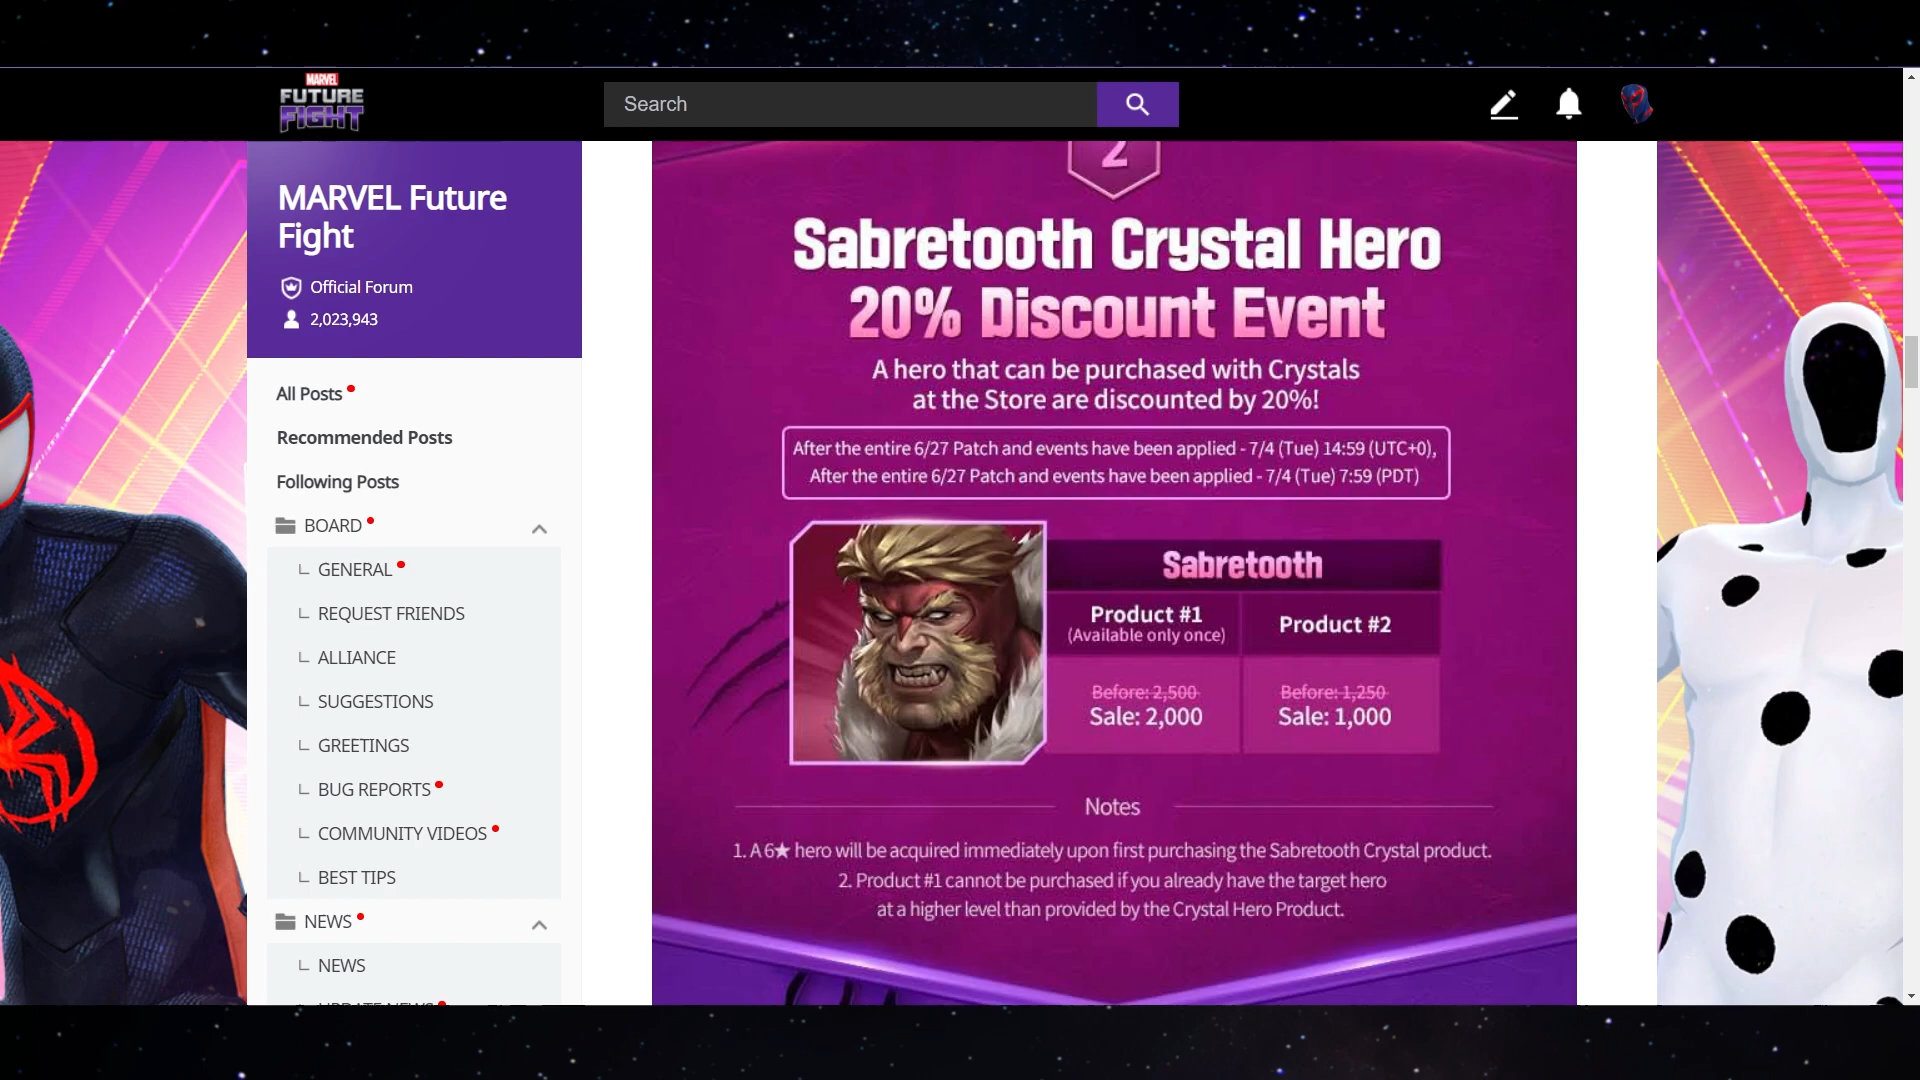 MARVEL
FUTURE
FIGHT
Search
MARVEL Future
Fight
Official Forum
2,023,943
All Posts
Recommended Posts
Following Posts
BOARD
GENERAL
REQUEST FRIENDS
ALLIANCE
SUGGESTIONS
GREETINGS
BUG REPORTS
COMMUNITY VIDEOS
BEST TIPS
NEWS
NEWS
UPDATE NEWS
2
Sabretooth Crystal Hero
20% Discount Event
A hero that can be purchased with Crystals
at the Store are discounted by 20%!
After the entire 6/27 Patch and events have been applied - 7/4 (Tue) 14:59 (UTC+0),
After the entire 6/27 Patch and events have been applied - 7/4 (Tue) 7:59 (PDT)
Sabretooth
Product #1
(Available only once)
Product #2
Before: 2,500
Sale: 2,000
Before: 1,250
Sale: 1,000
Notes
1. A 6★ hero will be acquired immediately upon first purchasing the Sabretooth Crystal product.
2. Product #1 cannot be purchased if you already have the target hero
at a higher level than provided by the Crystal Hero Product.